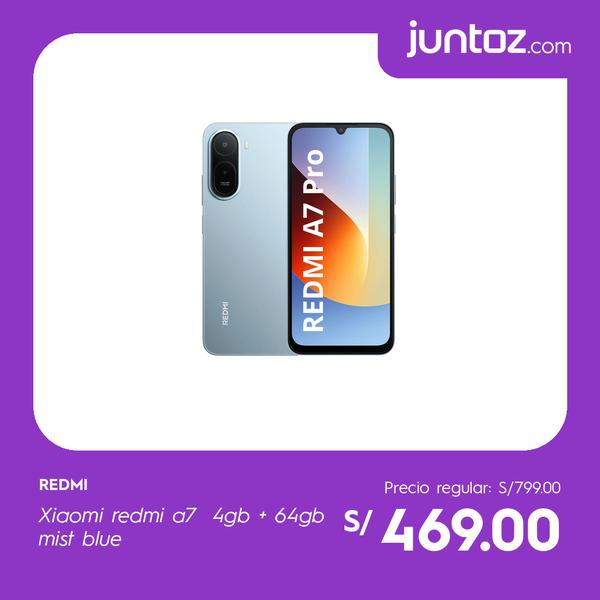 juntoz.com
REDMI A7 Pro
REDMI
REDMI
Precio regular: S/799.00
Xiaomi redmi a7 4gb + 64gb
mist blue
S/ 469.00